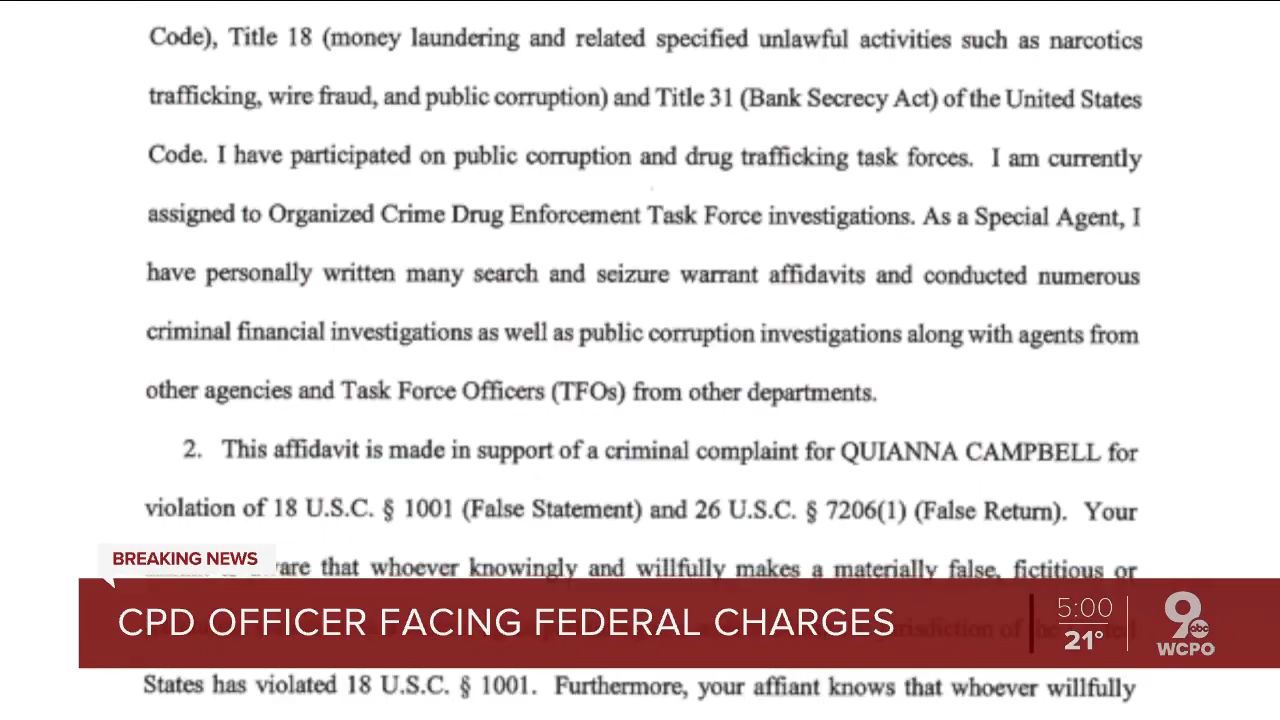 Code), Title 18 (money laundering and related specified unlawful activities such as narcotics
trafficking, wire fraud, and public corruption) and Title 31 (Bank Secrecy Act) of the United States
Code. I have participated on public corruption and drug trafficking task forces. I am currently
assigned to Organized Crime Drug Enforcement Task Force investigations. As a Special Agent, I
have personally written many search and seizure warrant affidavits and conducted numerous
criminal financial investigations as well as public corruption investigations along with agents from
other agencies and Task Force Officers (TFOs) from other departments.
2. This affidavit is made in support of a criminal complaint for QUIANNA CAMPBELL for
violation of 18 U.S.C. § 1001 (False Statement) and 26 U.S.C. § 7206(1) (False Return). Your
that whoever knowingly and willfully makes a materially false, fictitious or
BREAKING NEWS
CPD OFFICER FACING FEDERAL CHARGES
5:00
21°
9
abc
WCPO
States has violated 18 U.S.C. § 1001. Furthermore, your affiant knows that whoever willfully